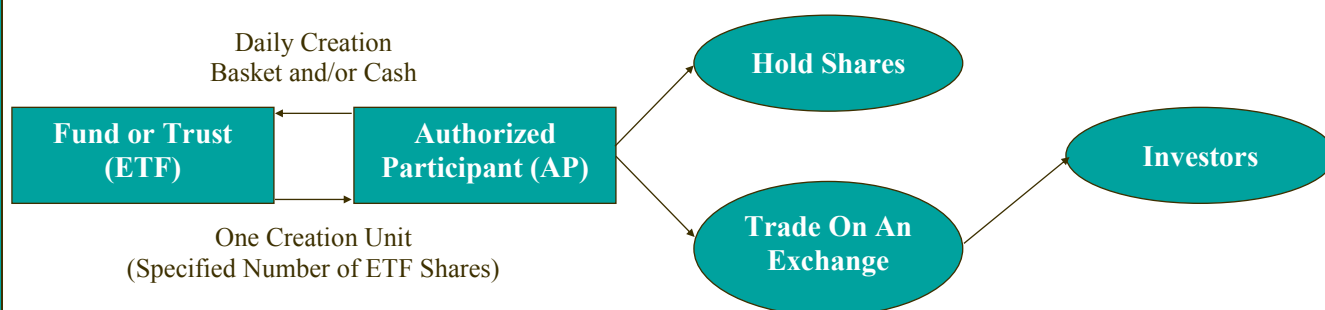 Daily Creation
Basket and/or Cash
Fund or Trust
(ETF)
Authorized
Participant (AP)
One Creation Unit
(Specified Number of ETF Shares)
Hold Shares
Trade On An
Exchange
Investors